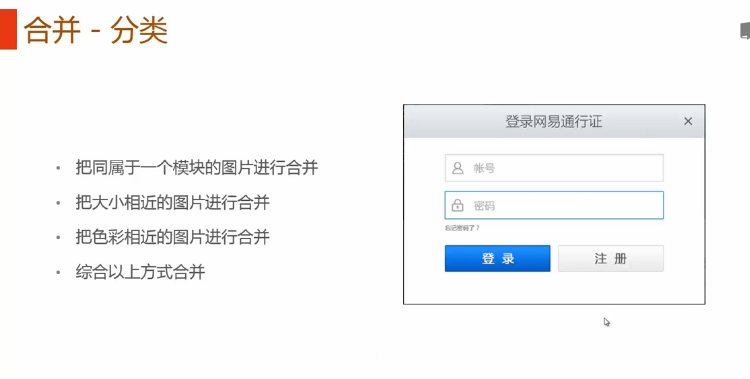 合并 - 分类
把同属于一个模块的图片进行合并
把大小相近的图片进行合并
把色彩相近的图片进行合并
综合以上方式合并
登录网易通行证
帐号
密码
忘记密码了？
登 录
注 册